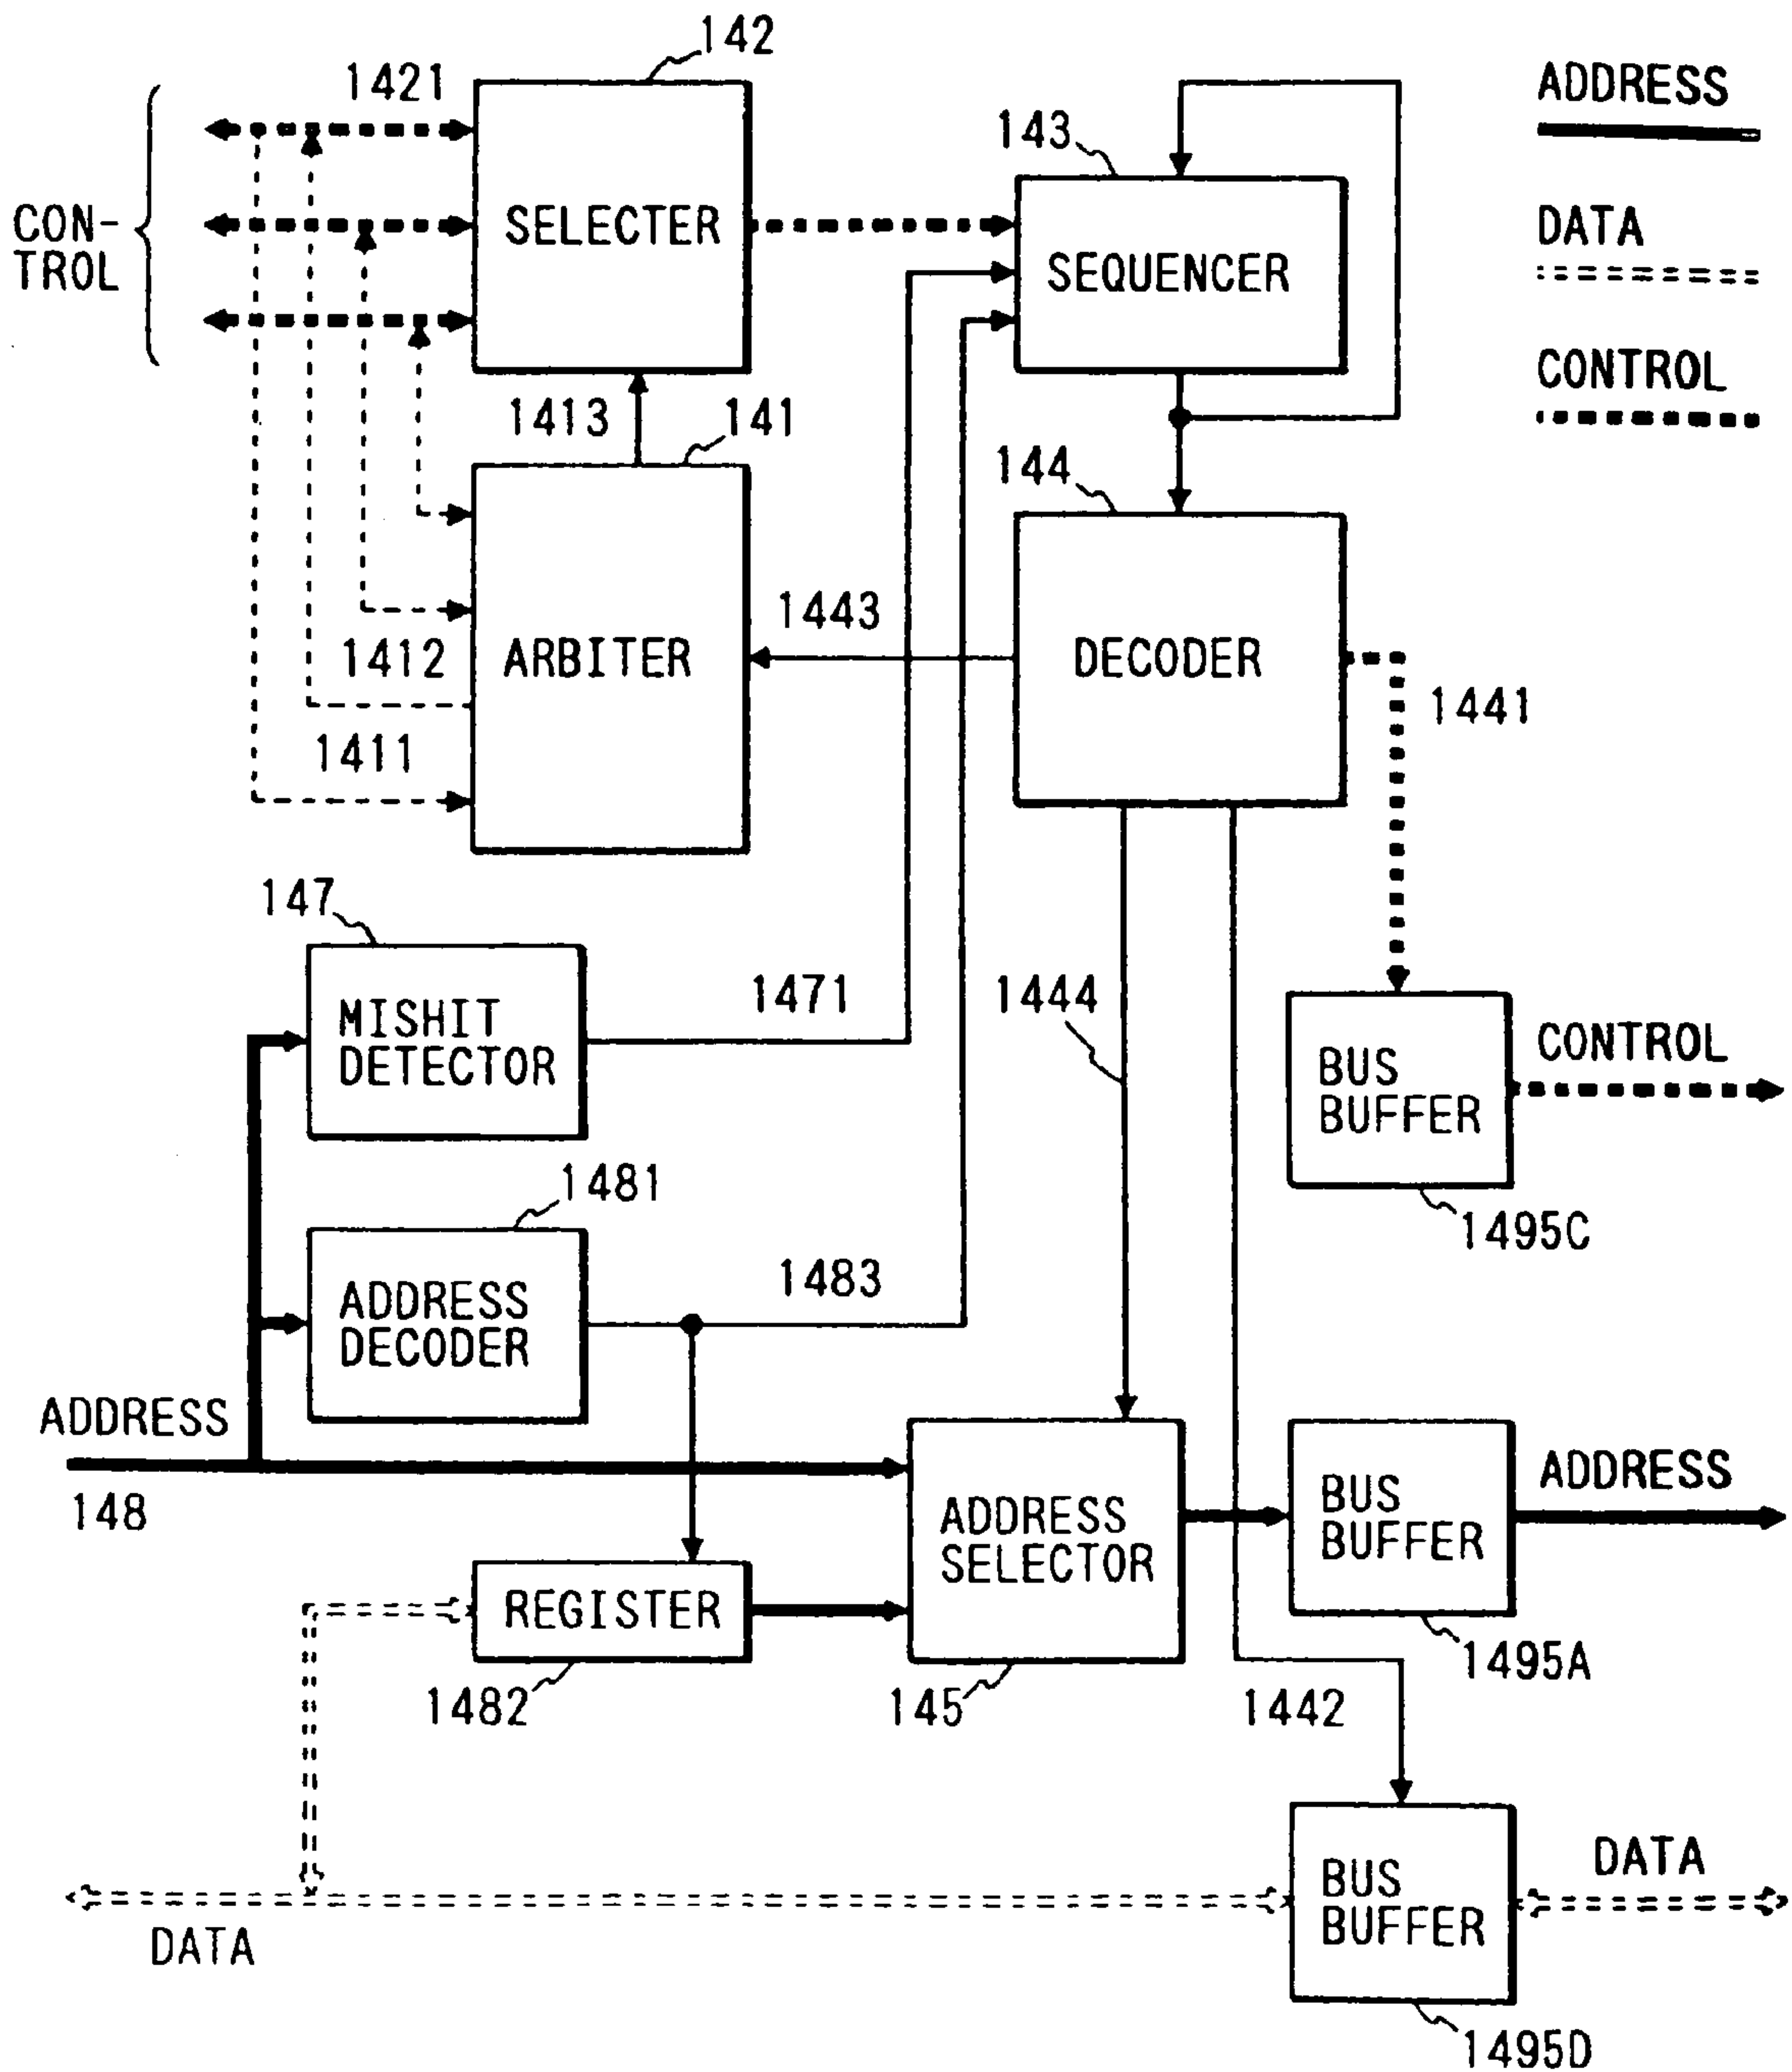 142
1421
CON-
TROL
SELECTER
143
SEQUENCER
ADDRESS
DATA
CONTROL
1413
141
144
1412
ARBITER
1443
DECODER
1441
1411
147
MISHIT
DETECTOR
1471
1444
BUS
BUFFER
CONTROL
1495C
1481
ADDRESS
DECODER
1483
ADDRESS
148
ADDRESS
SELECTOR
BUS
BUFFER
ADDRESS
1495A
REGISTER
1482
145
1442
DATA
BUS
BUFFER
DATA
1495D